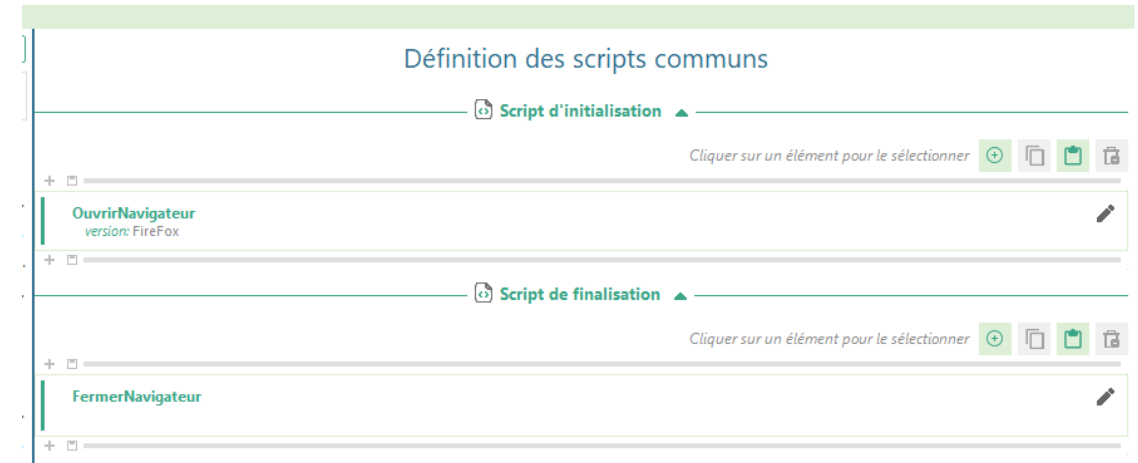 Définition des scripts communs
Script d'initialisation
Cliquer sur un élément pour le sélectionner
OuvrirNavigateur
version: FireFox
Script de finalisation
Cliquer sur un élément pour le sélectionner
FermerNavigateur